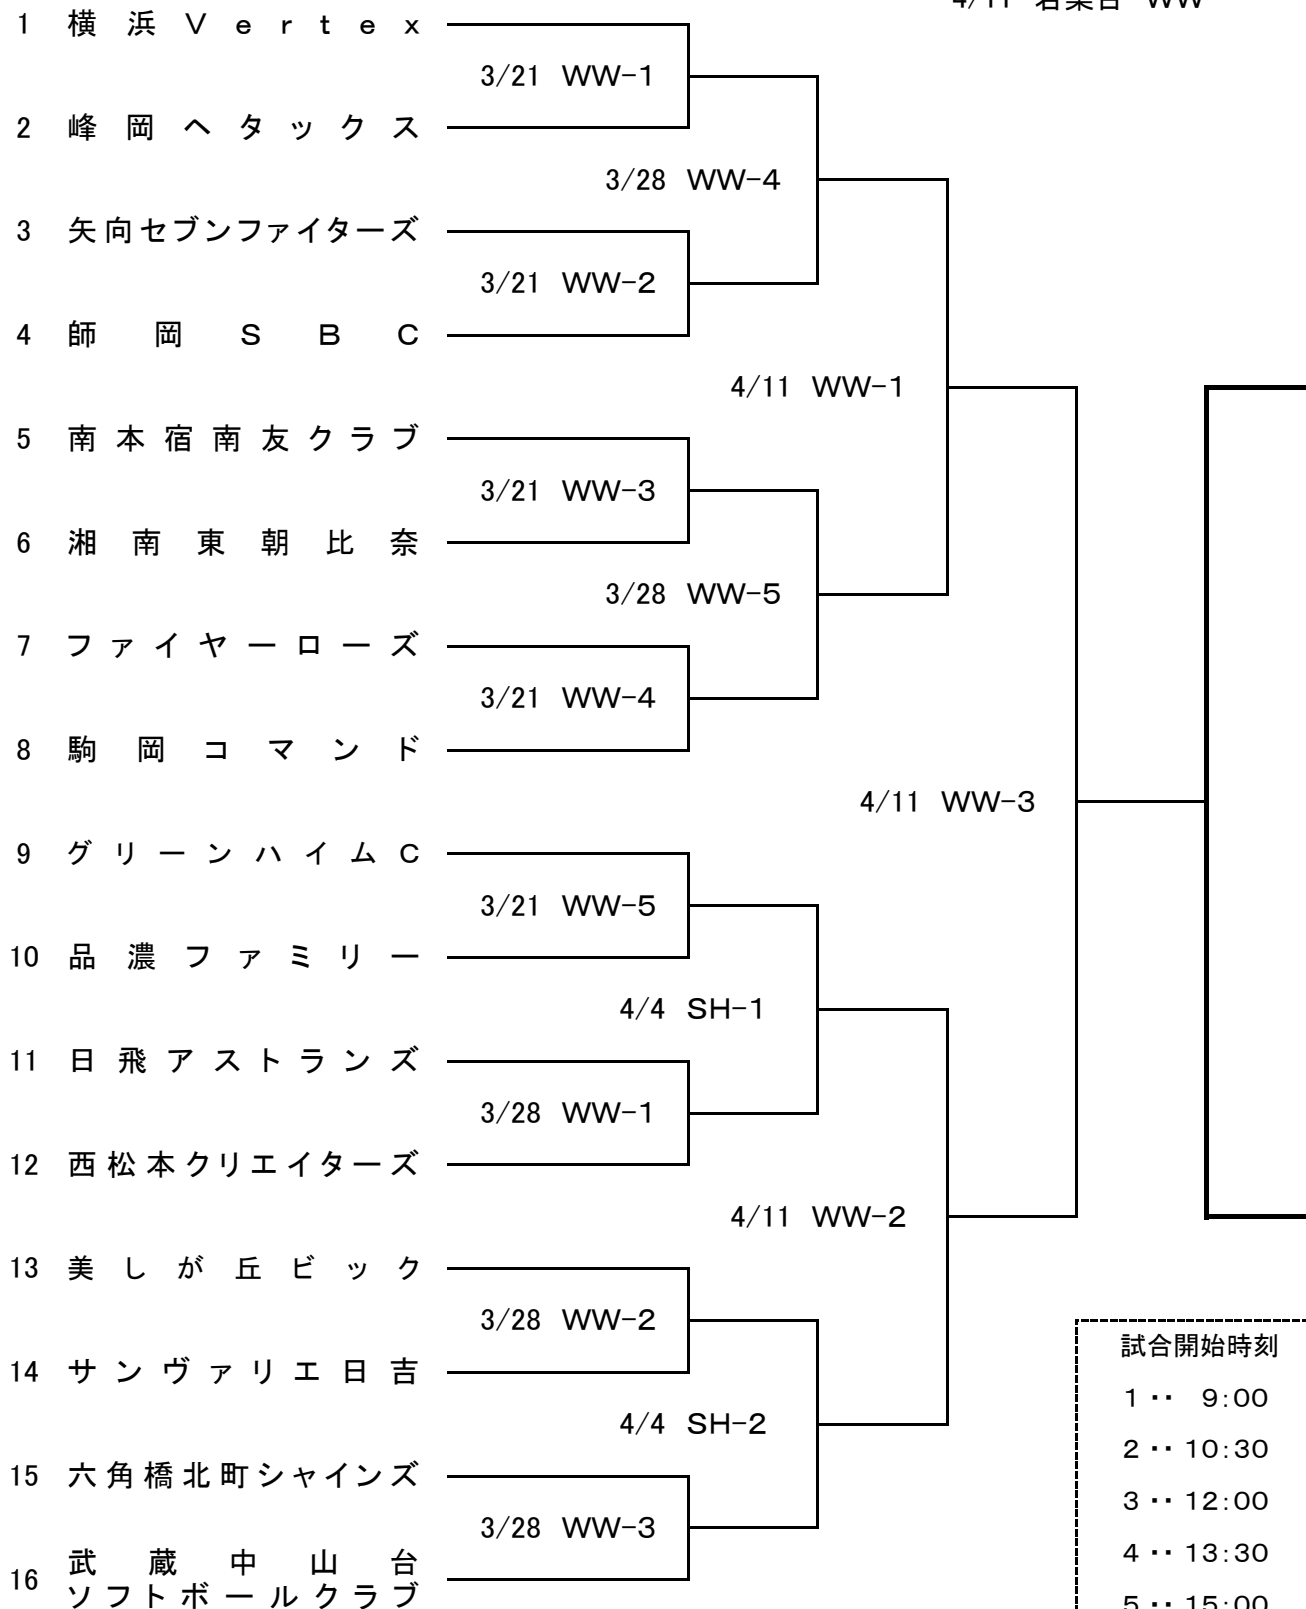 4/11 若葉台 WW
1 横浜Ｖｅｒｔｅｘ
3/21 WW-1
2 峰岡ヘタックス
3/28 WW-4
3 矢向セブンファイターズ
3/21 WW-2
4 師岡ＳＢＣ
4/11 WW-1
5 南本宿南友クラブ
3/21 WW-3
6 湘南東朝比奈
3/28 WW-5
7 ファイヤーローズ
3/21 WW-4
8 駒岡コマンド
4/11 WW-3
9 グリーンハイムＣ
3/21 WW-5
10 品濃ファミリー
4/4 SH-1
11 日飛アストランズ
3/28 WW-1
12 西松本クリエイターズ
4/11 WW-2
13 美しが丘ビック
3/28 WW-2
14 サンヴァリエ日吉
4/4 SH-2
15 六角橋北町シャインズ
3/28 WW-3
16 武蔵中山台
ソフトボールクラブ
試合開始時刻
1 ･･ 9:00
2 ･･ 10:30
3 ･･ 12:00
4 ･･ 13:30
5 ･･ 15:00